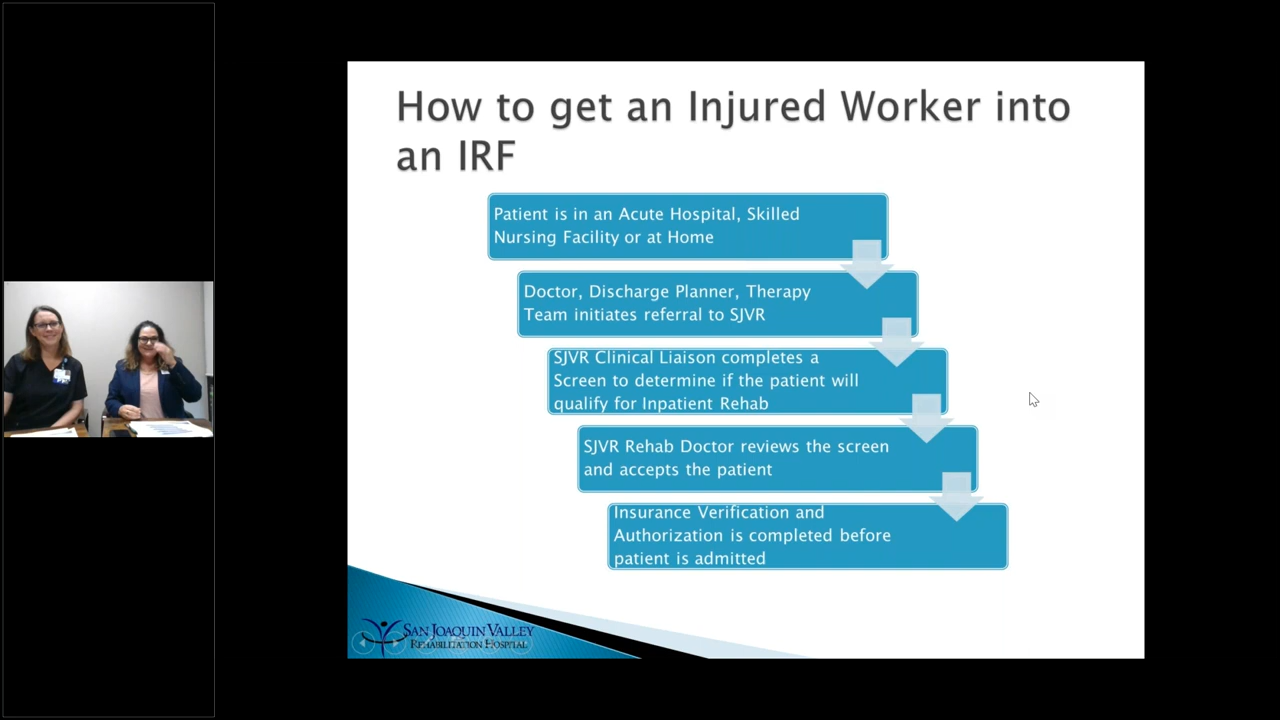 How to get an Injured Worker into
an IRF
Patient is in an Acute Hospital, Skilled
Nursing Facility or at Home
Doctor, Discharge Planner, Therapy
Team initiates referral to SJVR
SJVR Clinical Liaison completes a
Screen to determine if the patient will
qualify for Inpatient Rehab
SJVR Rehab Doctor reviews the screen
and accepts the patient
Insurance Verification and
Authorization is completed before
patient is admitted
SAN JOAQUIN VALLEY
REHABILITATION HOSPITAL